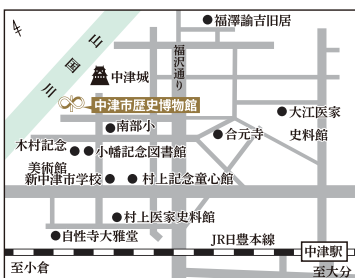 福澤諭吉旧居
山国川
福沢通り
中津城
中津市歴史博物館
大江医家
史料館
南部小
合元寺
木村記念
美術館
小幡記念図書館
新中津市学校
村上記念童心館
村上医家史料館
自性寺大雅堂
JR日豊本線
中津駅
至小倉
至大分